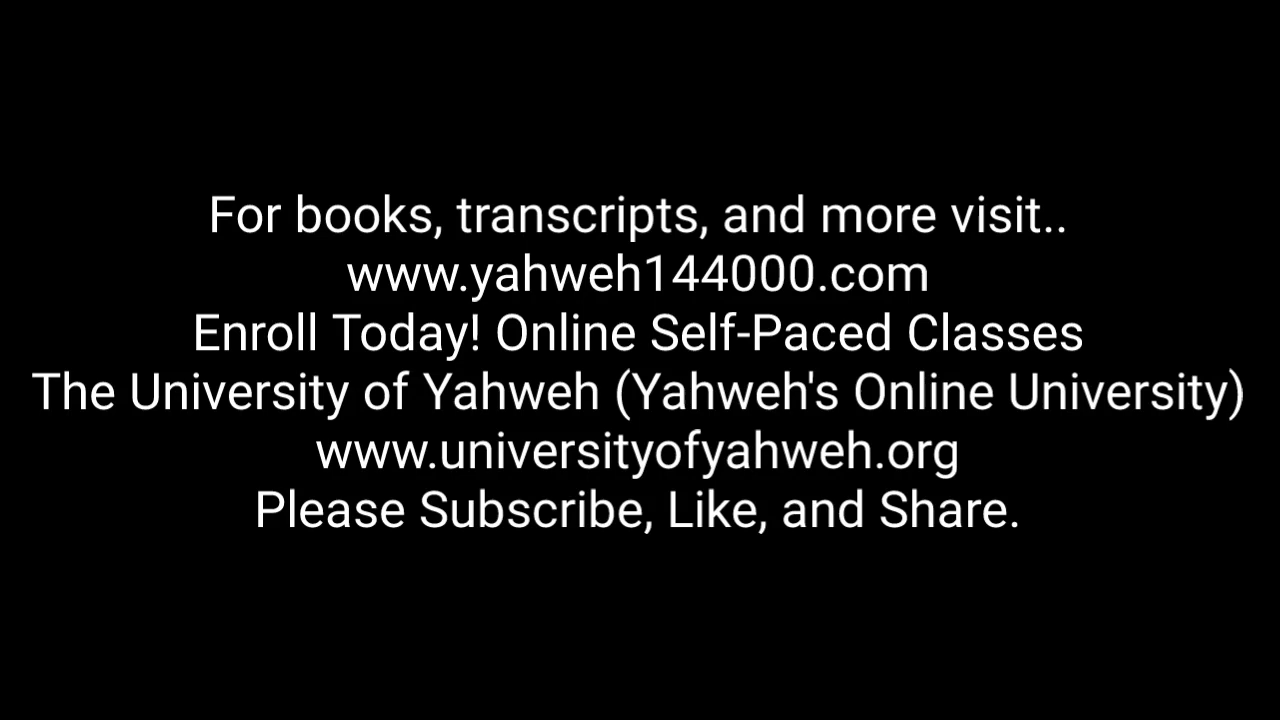 For books, transcripts, and more visit..
www.yahweh144000.com
Enroll Today! Online Self-Paced Classes
The University of Yahweh (Yahweh's Online University)
www.universityofyahweh.org
Please Subscribe, Like, and Share.